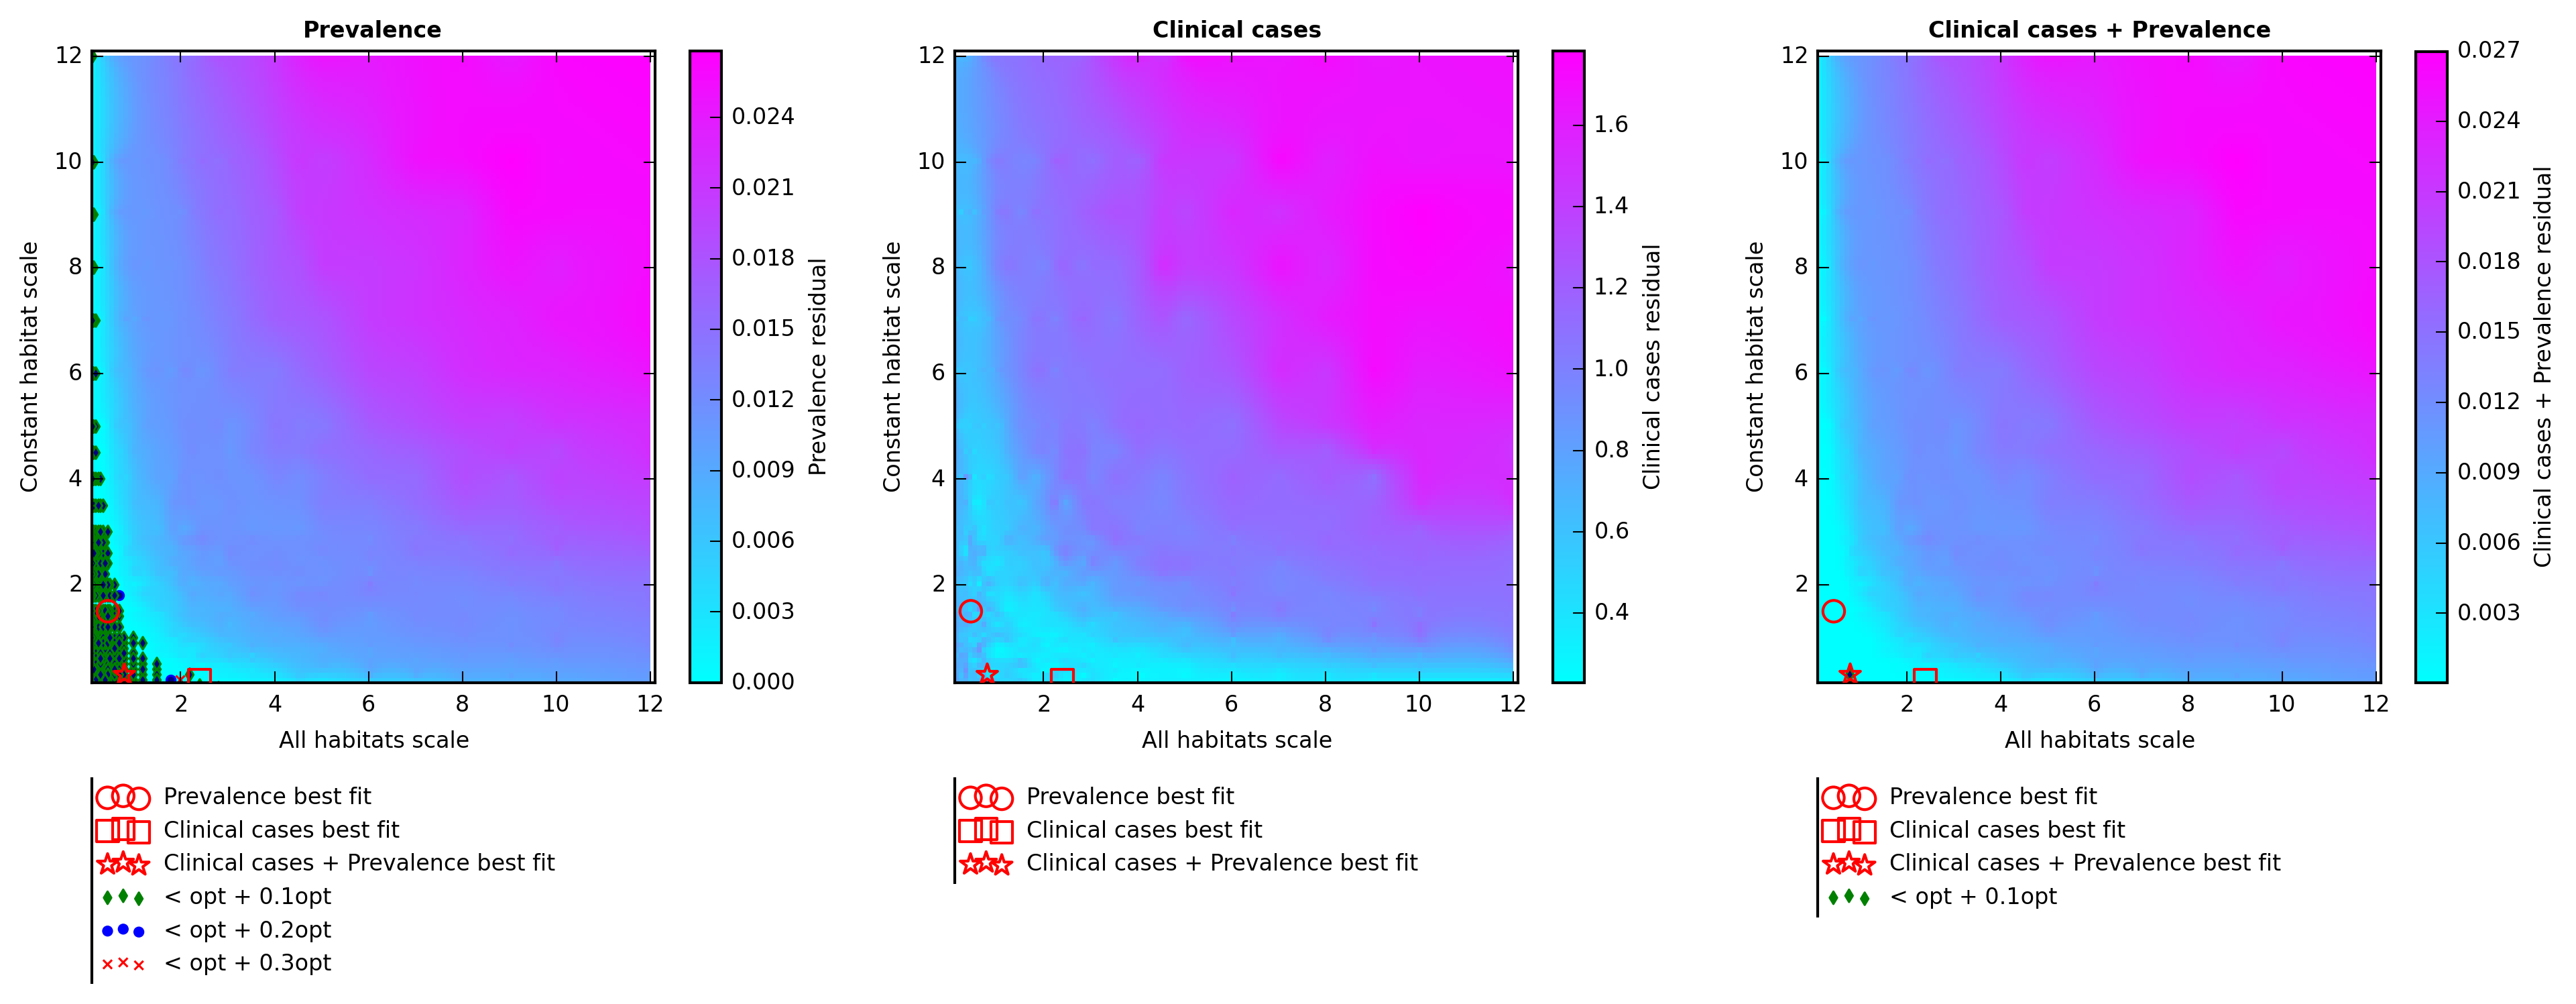 Prevalence
12
10
8
6
4
2
Constant habitat scale
2 4 6 8 10 12
All habitats scale
0.024
0.021
0.018
0.015
0.012
0.009
0.006
0.003
0.000
Prevalence residual
Prevalence best fit
Clinical cases best fit
Clinical cases + Prevalence best fit
< opt + 0.1opt
< opt + 0.2opt
< opt + 0.3opt
Clinical cases
12
10
8
6
4
2
Constant habitat scale
2 4 6 8 10 12
All habitats scale
1.6
1.4
1.2
1.0
0.8
0.6
0.4
Clinical cases residual
Prevalence best fit
Clinical cases best fit
Clinical cases + Prevalence best fit
Clinical cases + Prevalence
12
10
8
6
4
2
Constant habitat scale
2 4 6 8 10 12
All habitats scale
0.027
0.024
0.021
0.018
0.015
0.012
0.009
0.006
0.003
Clinical cases + Prevalence residual
Prevalence best fit
Clinical cases best fit
Clinical cases + Prevalence best fit
< opt + 0.1opt